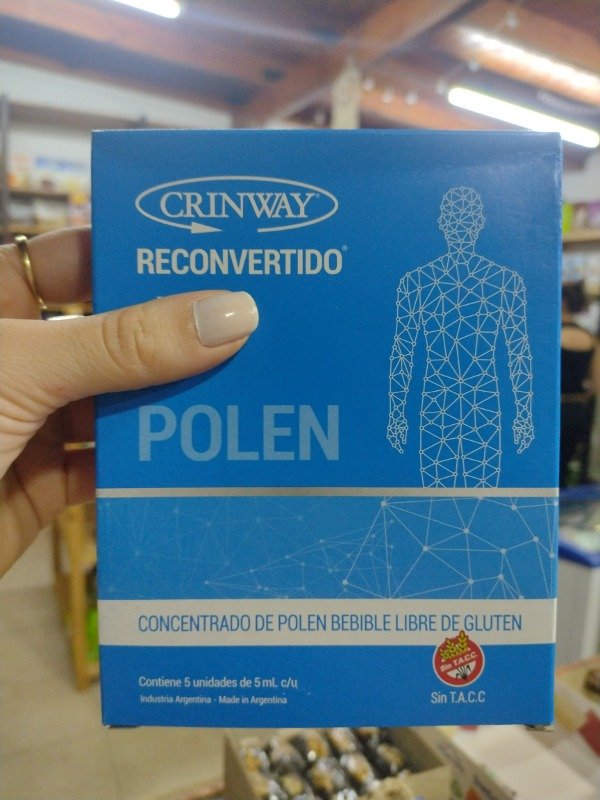 CRINWAY
RECONVERTIDO®
POLEN
CONCENTRADO DE POLEN BEBIBLE LIBRE DE GLUTEN
Contiene 5 unidades de 5 mL c/u
Industria Argentina - Made in Argentina
Sin T.A.C.C.
Sin T.A.C.C